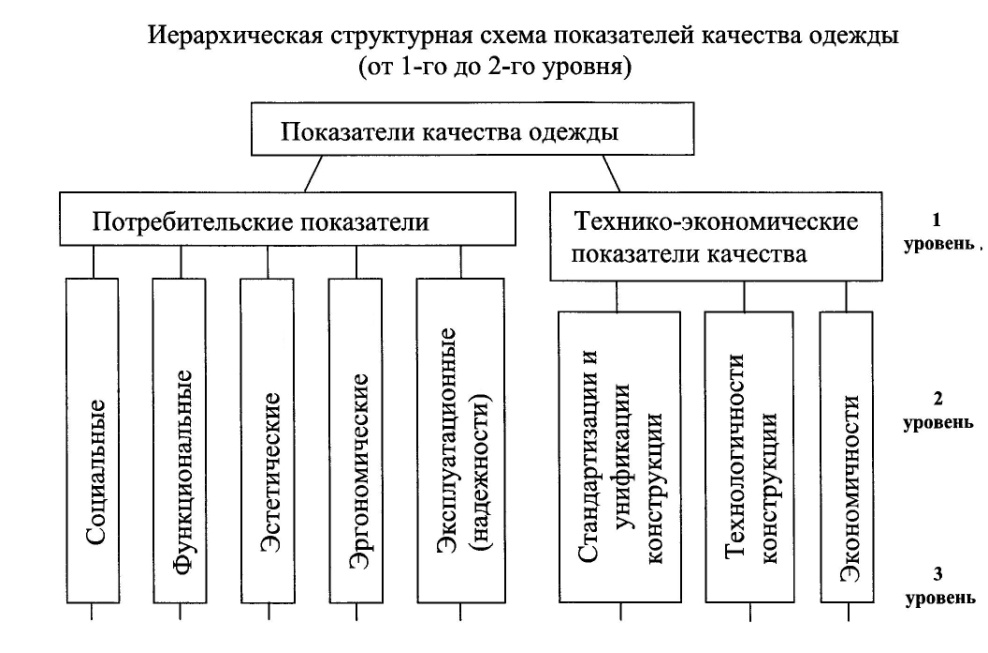 Иерархическая структурная схема показателей качества одежды
(от 1-го до 2-го уровня)
Показатели качества одежды
Потребительские показатели
Технико-экономические
показатели качества
1
уровень.
Социальные
Функциональные
Эстетические
Эргономические
Эксплуатационные
(надежности)
Стандартизации и
унификации
конструкции
Технологичности
конструкции
Экономичности
2
уровень
3
уровень